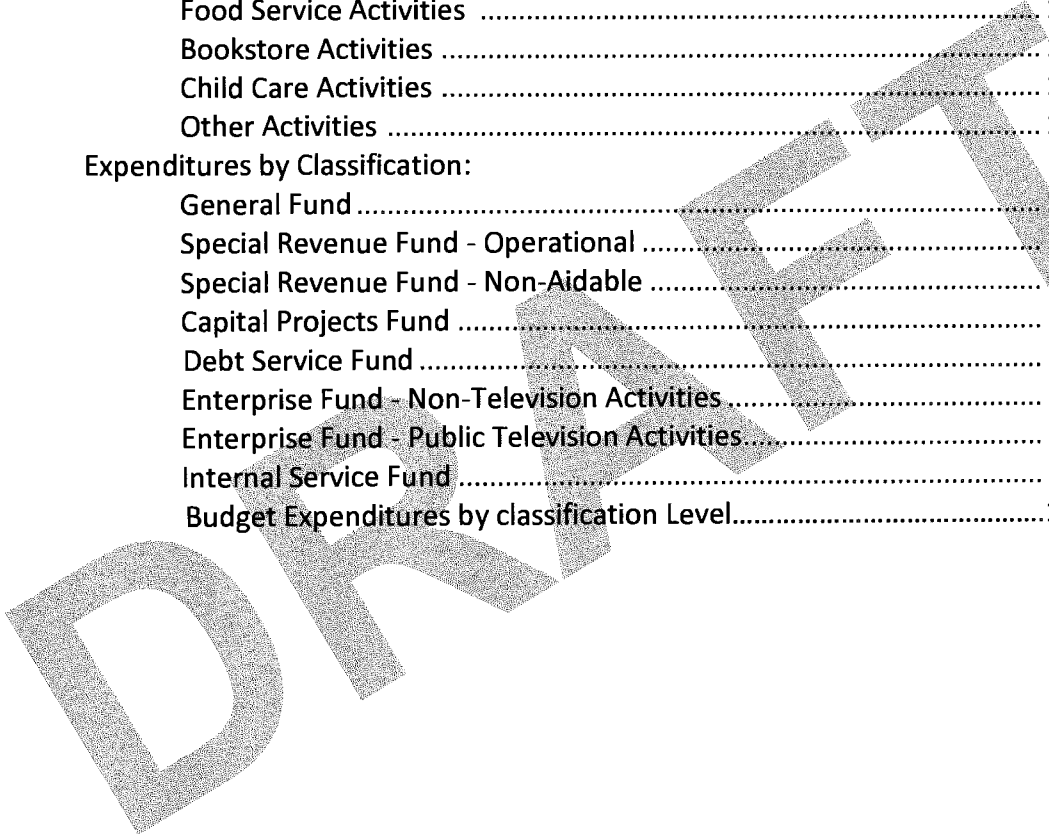 Food Service Activities ........................................................................
Bookstore Activities ........................................................................
Child Care Activities ........................................................................
Other Activities ........................................................................
Expenditures by Classification:
General Fund ........................................................................
Special Revenue Fund - Operational ........................................................................
Special Revenue Fund - Non-Aidable ........................................................................
Capital Projects Fund ........................................................................
Debt Service Fund ........................................................................
Enterprise Fund - Non-Television Activities ........................................................................
Enterprise Fund - Public Television Activities........................................................................
Internal Service Fund ........................................................................
Budget Expenditures by classification Level........................................................................
DRAFT